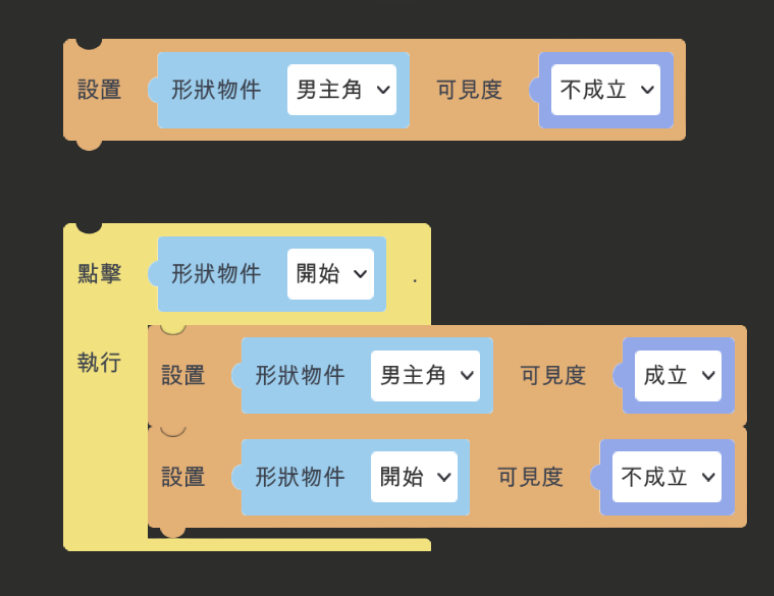 設置 形狀物件 男主角 可見度 不成立
點擊 形狀物件 開始 .
執行 設置 形狀物件 男主角 可見度 成立
設置 形狀物件 開始 可見度 不成立